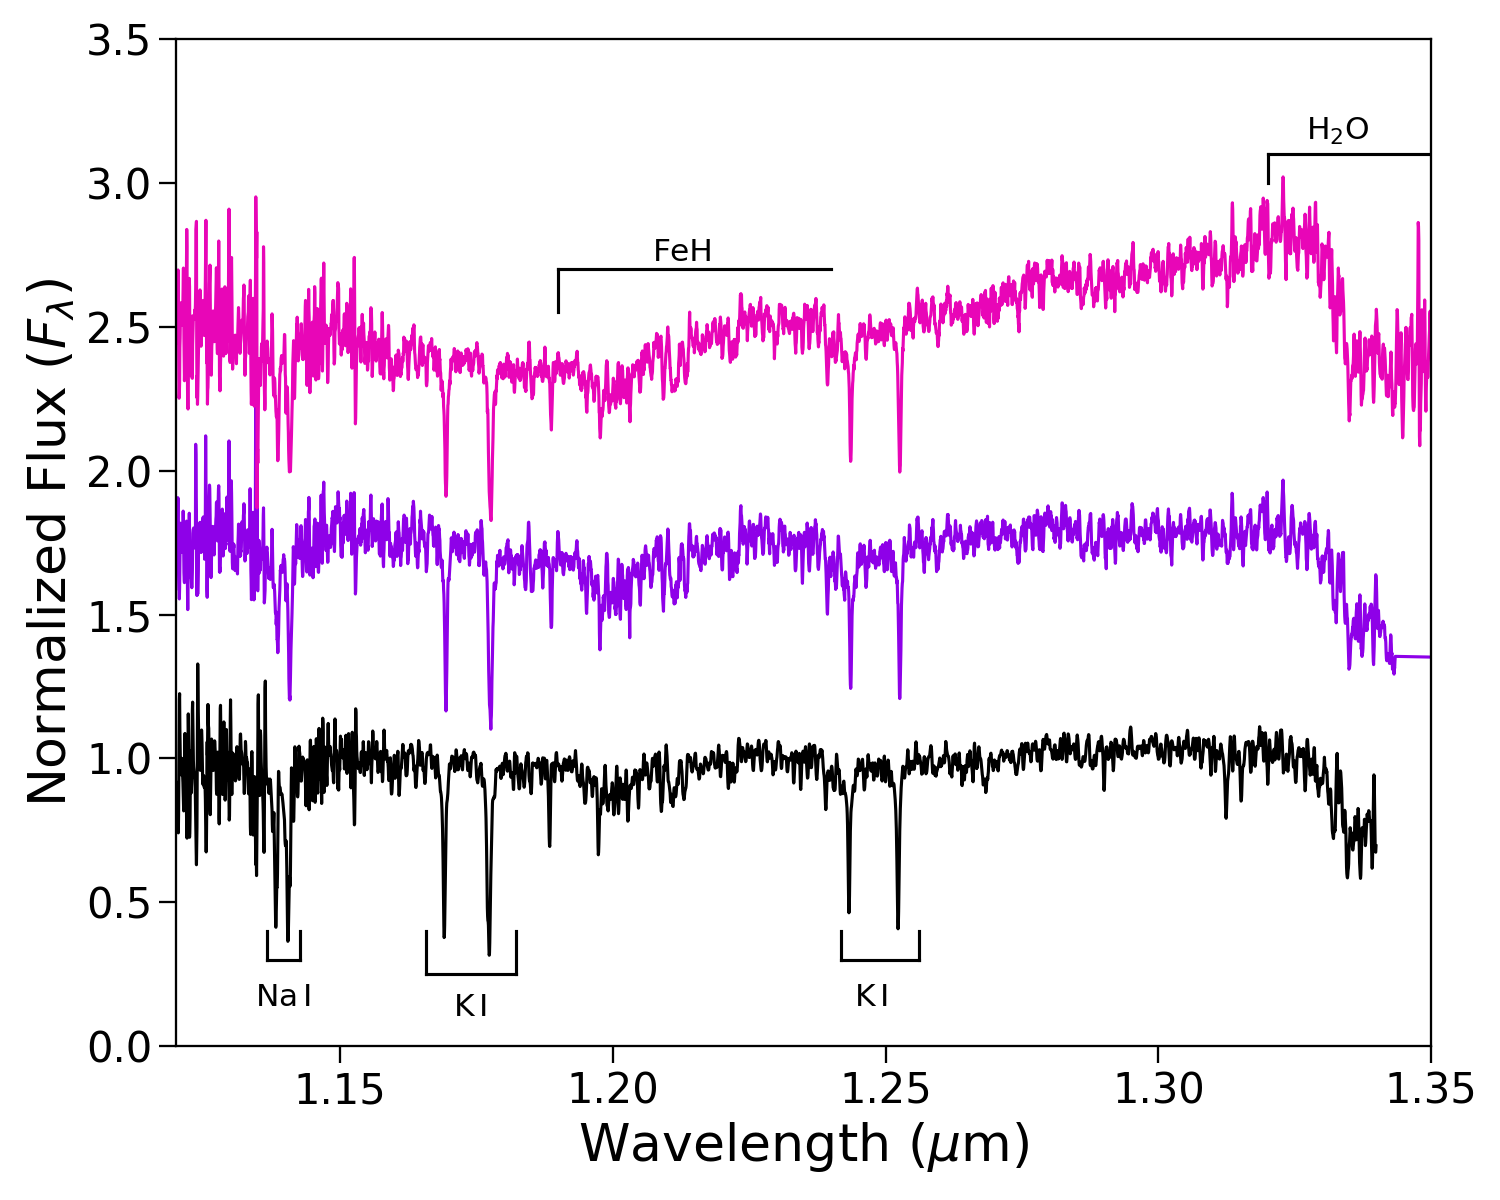 3.5
H₂O
3.0
FeH
2.5
2.0
1.5
1.0
0.5
Na I
K I
K I
0.0
1.15
1.20
1.25
1.30
1.35
Wavelength (μm)
Normalized Flux (Fλ)